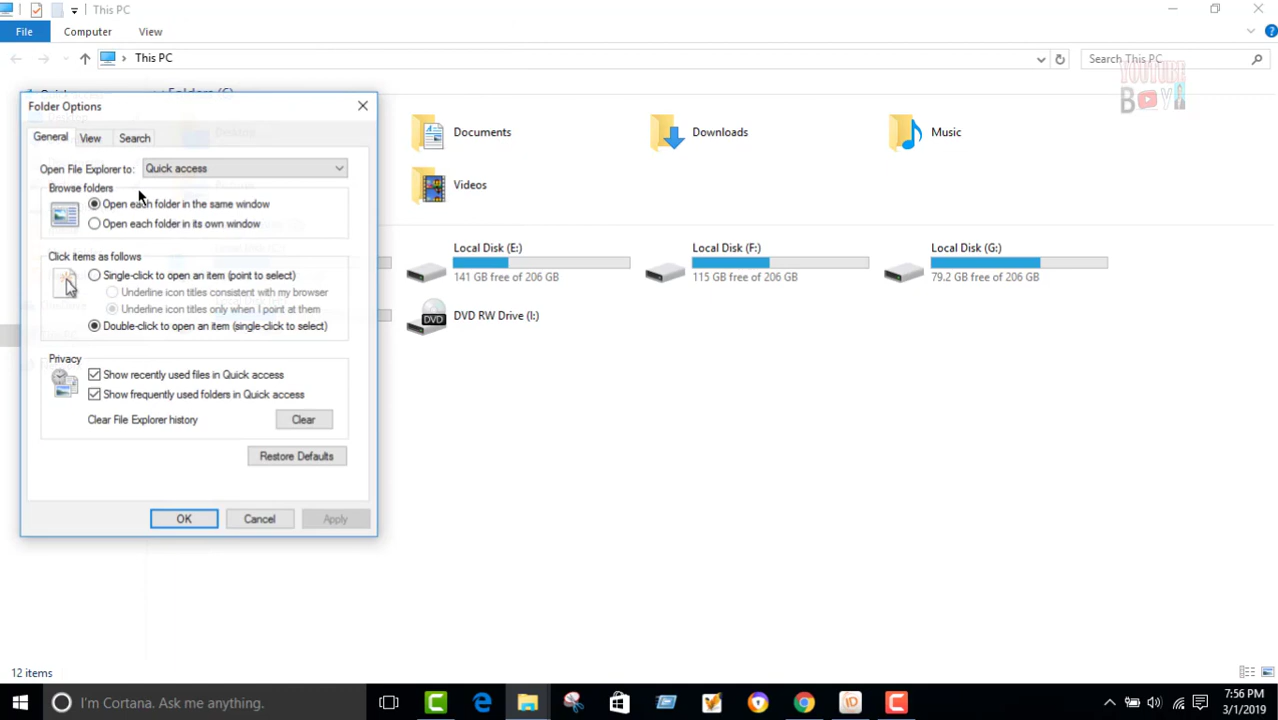 This PC
File
Computer
View
This PC
Search This PC
YOUTUBE
BOY
Folders (6)
Folder Options
General
View
Search
Open File Explorer to:
Quick access
Browse folders
Open each folder in the same window
Open each folder in its own window
Click items as follows
Single-click to open an item (point to select)
Underline icon titles consistent with my browser
Underline icon titles only when I point at them
Double-click to open an item (single-click to select)
Privacy
Show recently used files in Quick access
Show frequently used folders in Quick access
Clear File Explorer history
Clear
Restore Defaults
OK
Cancel
Apply
Documents
Downloads
Music
Videos
Local Disk (E:)
141 GB free of 206 GB
Local Disk (F:)
115 GB free of 206 GB
Local Disk (G:)
79.2 GB free of 206 GB
DVD
DVD RW Drive (I:)
12 items
I'm Cortana. Ask me anything.
7:56 PM
3/1/2019